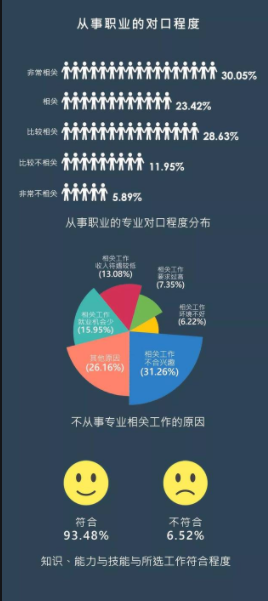 从事职业的对口程度
非常相关
30.05%
相关
23.42%
比较相关
28.63%
比较不相关
11.95%
非常不相关
5.89%
从事职业的专业对口程度分布
相关工作
收入待遇较低
(13.08%)
相关工作
要求过高
(7.35%)
相关工作
环境不好
(6.22%)
相关工作
就业机会少
(15.95%)
其他原因
(26.16%)
相关工作
不合兴趣
(31.26%)
不从事专业相关工作的原因
符合
93.48%
不符合
6.52%
知识、能力与技能与所选工作符合程度